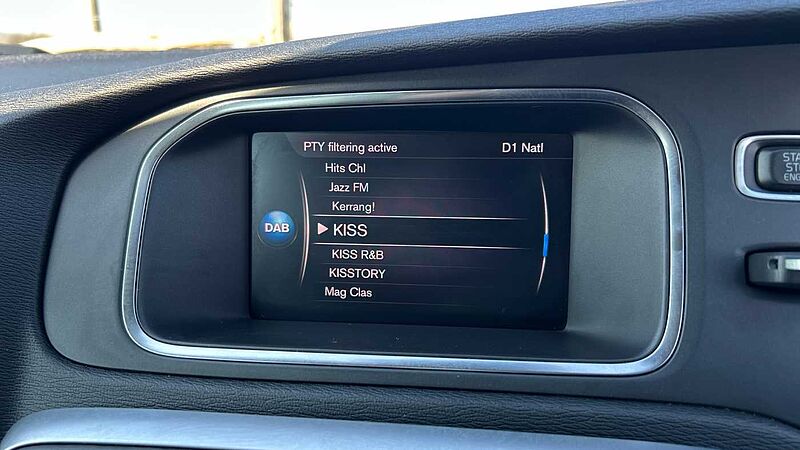 PTY filtering active D1 Natl
Hits Chl
Jazz FM
Kerrang!
DAB KISS
KISS R&B
KISSTORY
Mag Clas